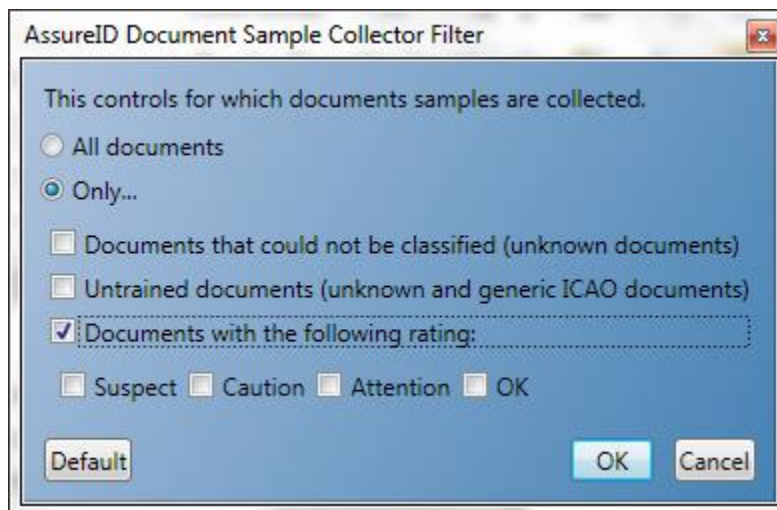 AssureID Document Sample Collector Filter
x
This controls for which documents samples are collected.
All documents
Only...
Documents that could not be classified (unknown documents)
Untrained documents (unknown and generic ICAO documents)
Documents with the following rating:
Suspect Caution Attention OK
Default OK Cancel